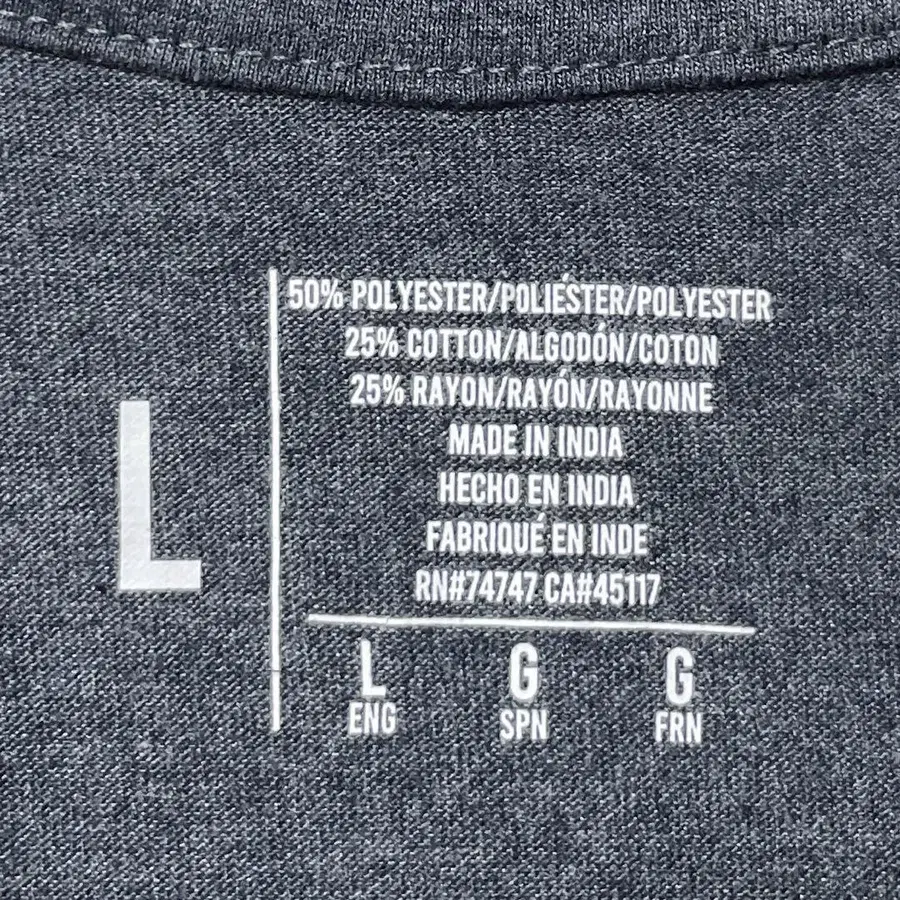 L
50% POLYESTER/POLIÉSTER/POLYESTER
25% COTTON/ALGODÓN/COTON
25% RAYON/RAYÓN/RAYONNE
MADE IN INDIA
HECHO EN INDIA
FABRIQUÉ EN INDE
RN#74747 CA#45117
L G G
ENG SPN FRN